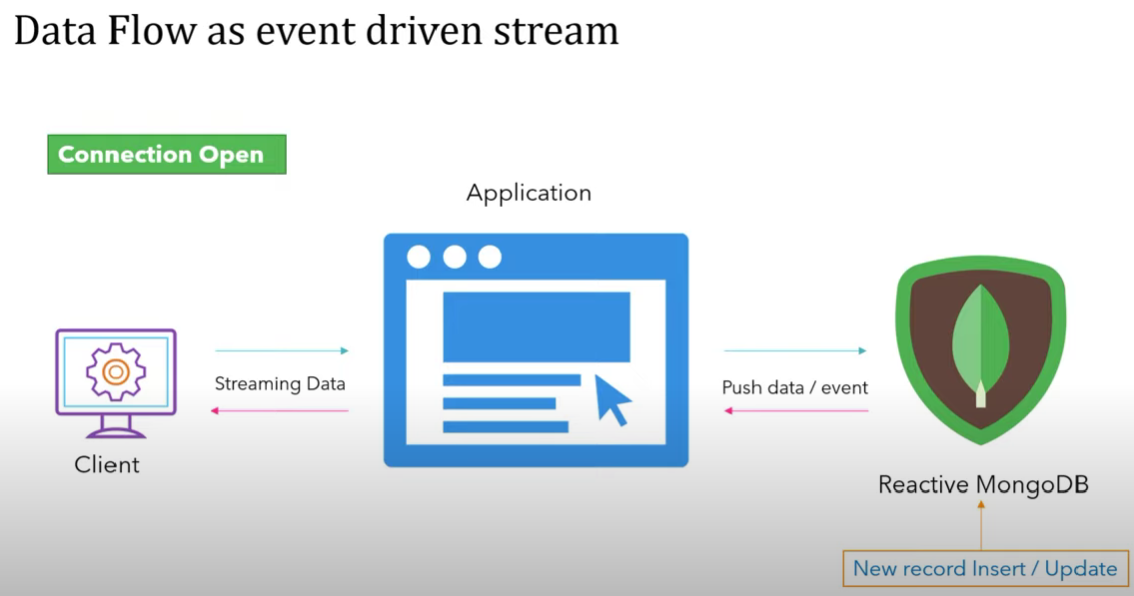 Data Flow as event driven stream
Connection Open
Application
Streaming Data
Push data / event
Client
Reactive MongoDB
New record Insert / Update